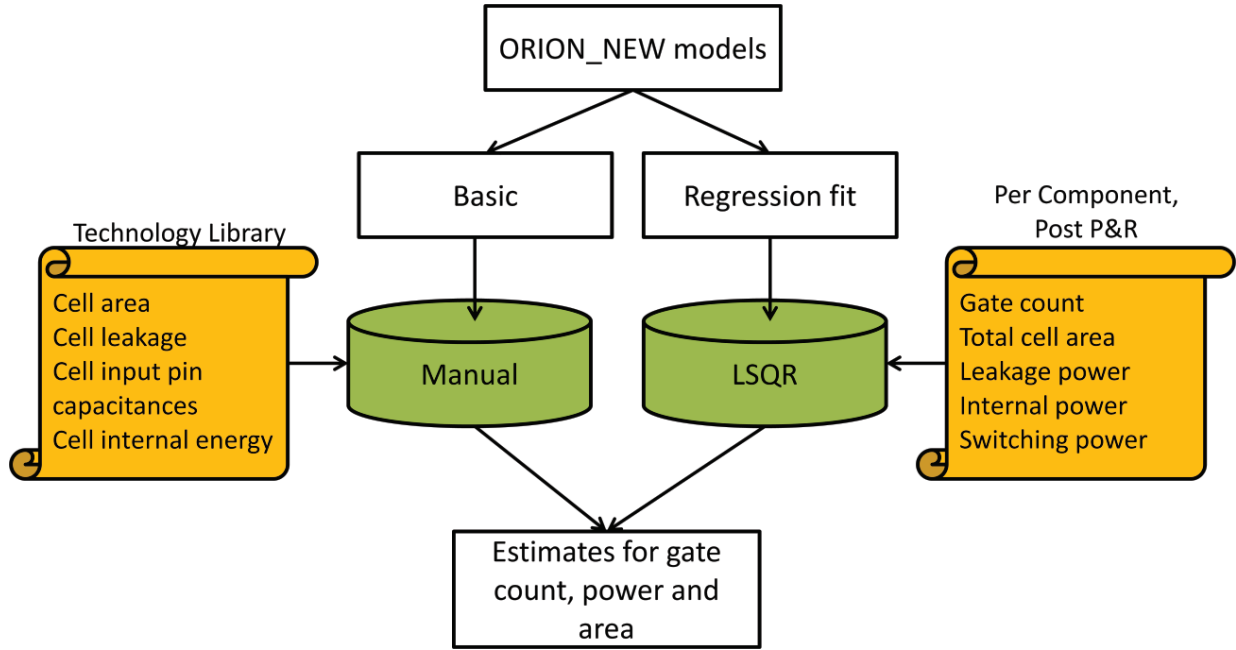 ORION_NEW models
Basic
Regression fit
Technology Library
Cell area
Cell leakage
Cell input pin
capacitances
Cell internal energy
Manual
LSQR
Per Component,
Post P&R
Gate count
Total cell area
Leakage power
Internal power
Switching power
Estimates for gate
count, power and
area